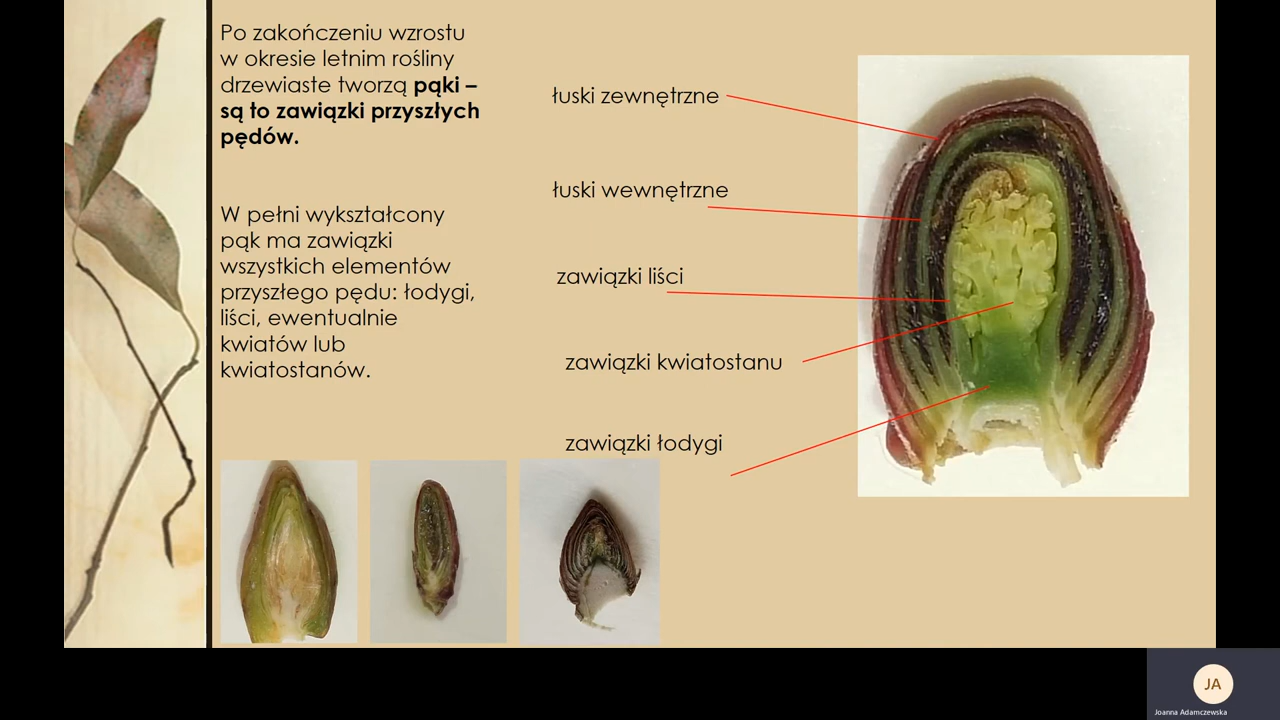 Po zakończeniu wzrostu
w okresie letnim rośliny
drzewiaste tworzą pąki –
są to zawiązki przyszłych
pędów.
W pełni wykształcony
pąk ma zawiązki
wszystkich elementów
przyszłego pędu: łodygi,
liści, ewentualnie
kwiatów lub
kwiatostanów.
łuski zewnętrzne
łuski wewnętrzne
zawiązki liści
zawiązki kwiatostanu
zawiązki łodygi
JA
Joanna Adamczewska